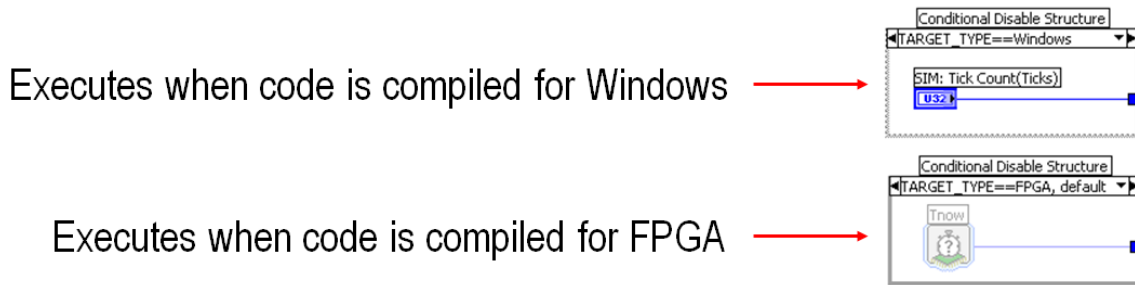 Conditional Disable Structure
TARGET_TYPE==Windows
Executes when code is compiled for Windows
SIM: Tick Count(Ticks)
U32
Conditional Disable Structure
TARGET_TYPE==FPGA, default
Executes when code is compiled for FPGA
Tnow
?